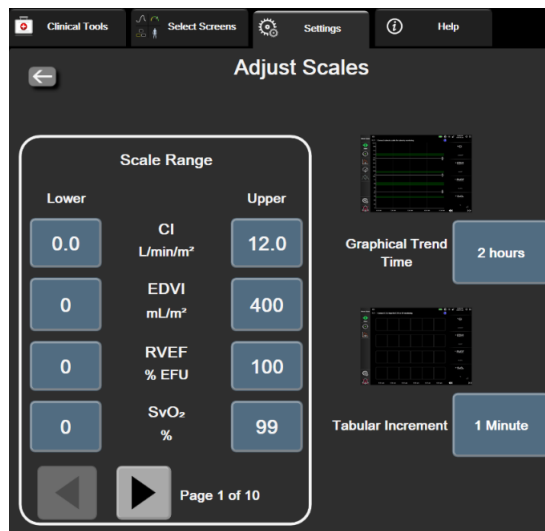 Clinical Tools
Select Screens
Settings
Help
Adjust Scales
Scale Range
Lower
Upper
0.0
CI
L/min/m²
12.0
0
EDVI
mL/m²
400
0
RVEF
% EFU
100
0
SvO₂
%
99
Page 1 of 10
Graphical Trend
Time
2 hours
Tabular Increment
1 Minute